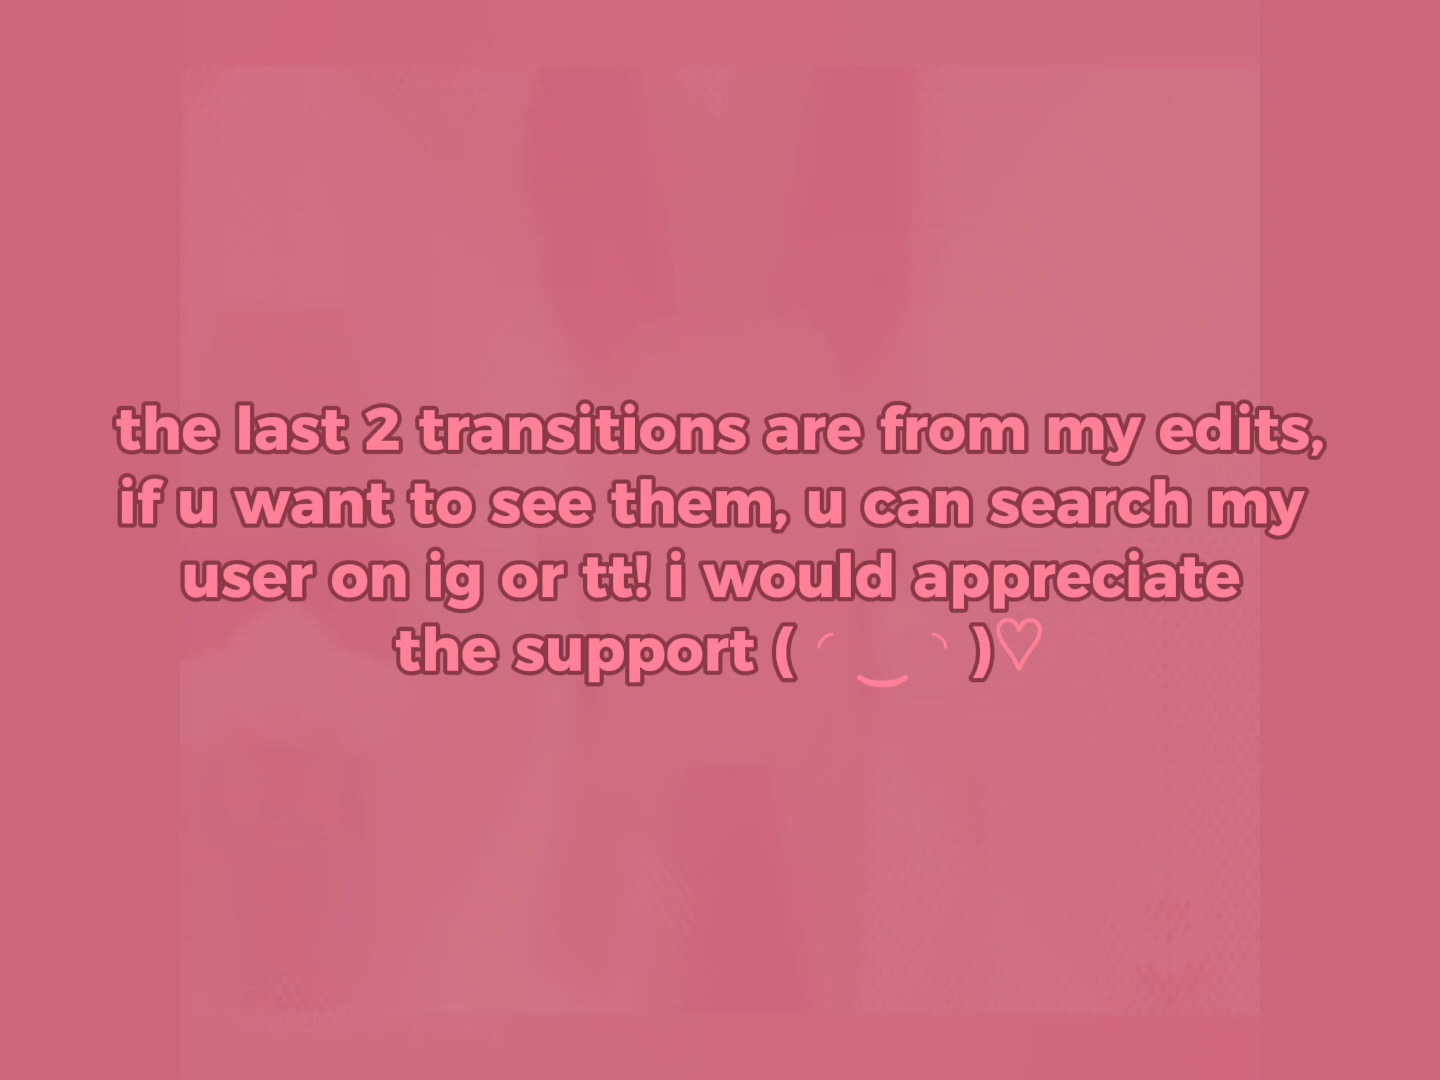 the last 2 transitions are from my edits,
if u want to see them, u can search my
user on ig or tt! i would appreciate
the support ( ◜‿◝ )♡